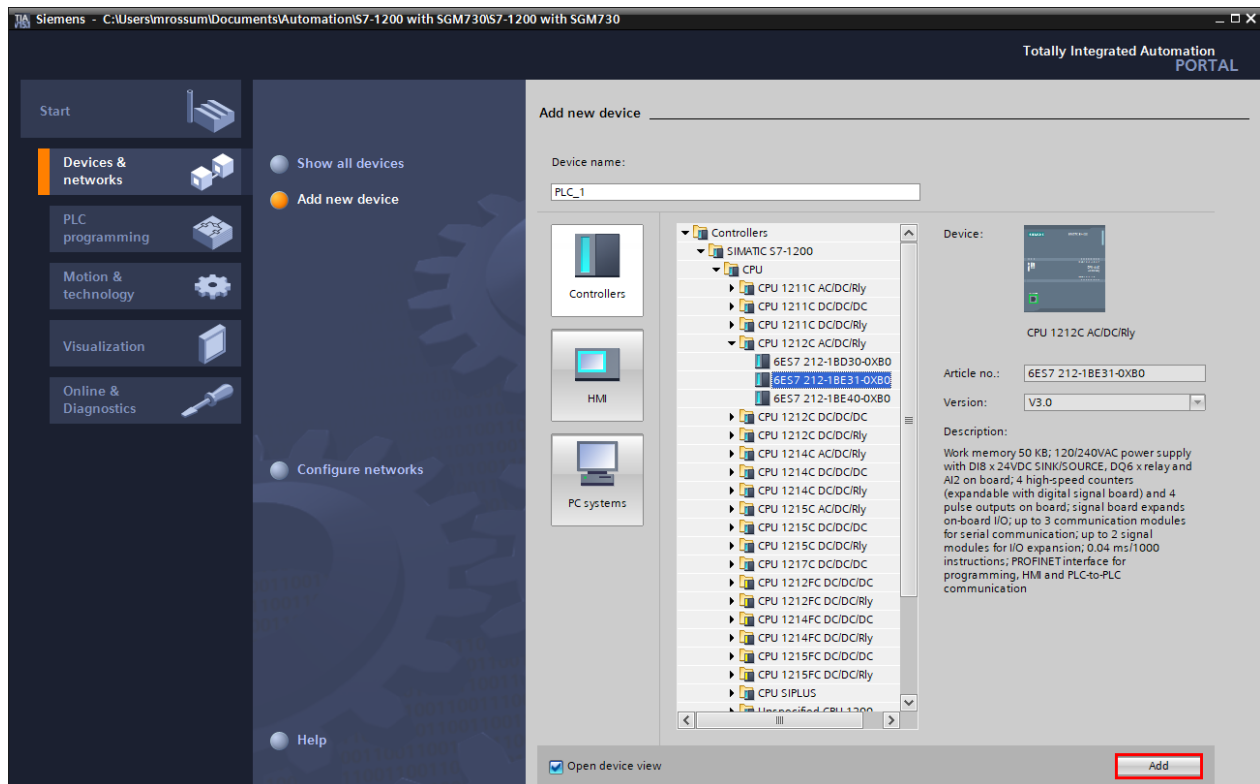 Siemens - C:\Users\mrossum\Documents\Automation\S7-1200 with SGM730\S7-1200 with SGM730
Totally Integrated Automation
PORTAL
Start
Devices &
networks
PLC
programming
Motion &
technology
Visualization
Online &
Diagnostics
Show all devices
Add new device
Configure networks
Help
Add new device
Device name:
PLC_1
Controllers
HMI
PC systems
Controllers
SIMATIC S7-1200
CPU
CPU 1211C AC/DC/Rly
CPU 1211C DC/DC/DC
CPU 1211C DC/DC/Rly
CPU 1212C AC/DC/Rly
6ES7 212-1BD30-0XB0
6ES7 212-1BE31-0XB0
6ES7 212-1BE40-0XB0
CPU 1212C DC/DC/DC
CPU 1212C DC/DC/Rly
CPU 1214C AC/DC/Rly
CPU 1214C DC/DC/DC
CPU 1214C DC/DC/Rly
CPU 1215C AC/DC/Rly
CPU 1215C DC/DC/DC
CPU 1215C DC/DC/Rly
CPU 1217C DC/DC/DC
CPU 1212FC DC/DC/DC
CPU 1212FC DC/DC/Rly
CPU 1214FC DC/DC/DC
CPU 1214FC DC/DC/Rly
CPU 1215FC DC/DC/DC
CPU 1215FC DC/DC/Rly
CPU SIPLUS
Unspecified CPU 1200
Device:
CPU 1212C AC/DC/Rly
Article no.:
6ES7 212-1BE31-0XB0
Version:
V3.0
Description:
Work memory 50 KB; 120/240VAC power supply
with DI8 x 24VDC SINK/SOURCE, DQ6 x relay and
AI2 on board; 4 high-speed counters
(expandable with digital signal board) and 4
pulse outputs on board; signal board expands
on-board I/O; up to 3 communication modules
for serial communication; up to 2 signal
modules for I/O expansion; 0.04 ms/1000
instructions; PROFINET interface for
programming, HMI and PLC-to-PLC
communication
Open device view
Add